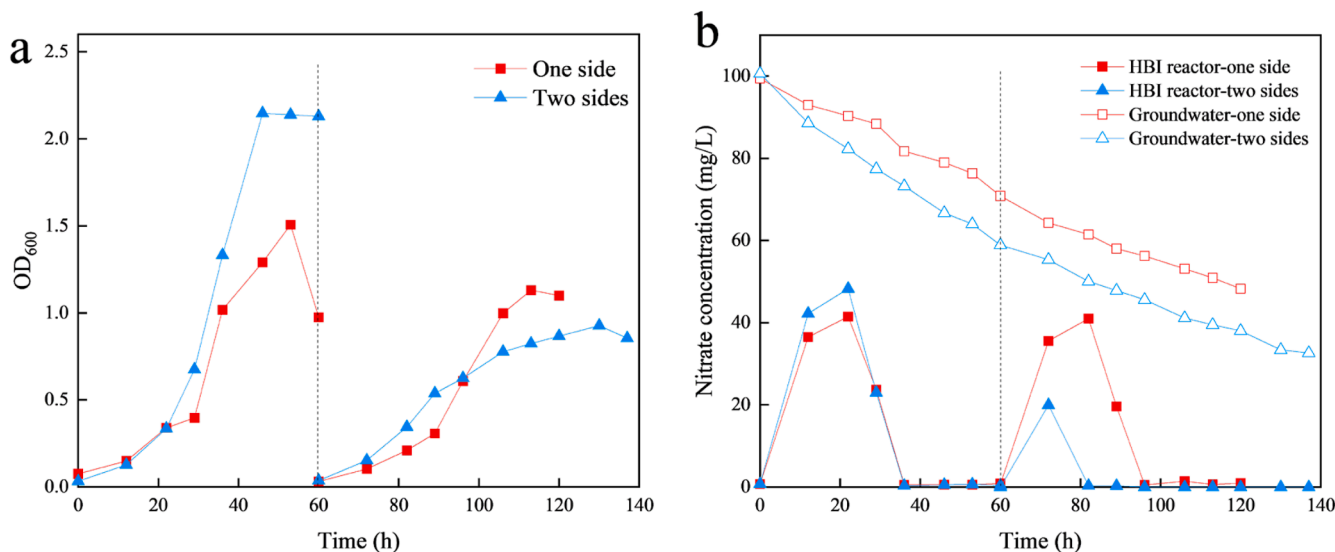 a
2.5
2.0
1.5
1.0
0.5
0.0
OD600
One side
Two sides
0 20 40 60 80 100 120 140
Time (h)
b
100
80
60
40
20
0
Nitrate concentration (mg/L)
HBI reactor-one side
HBI reactor-two sides
Groundwater-one side
Groundwater-two sides
0 20 40 60 80 100 120 140
Time (h)